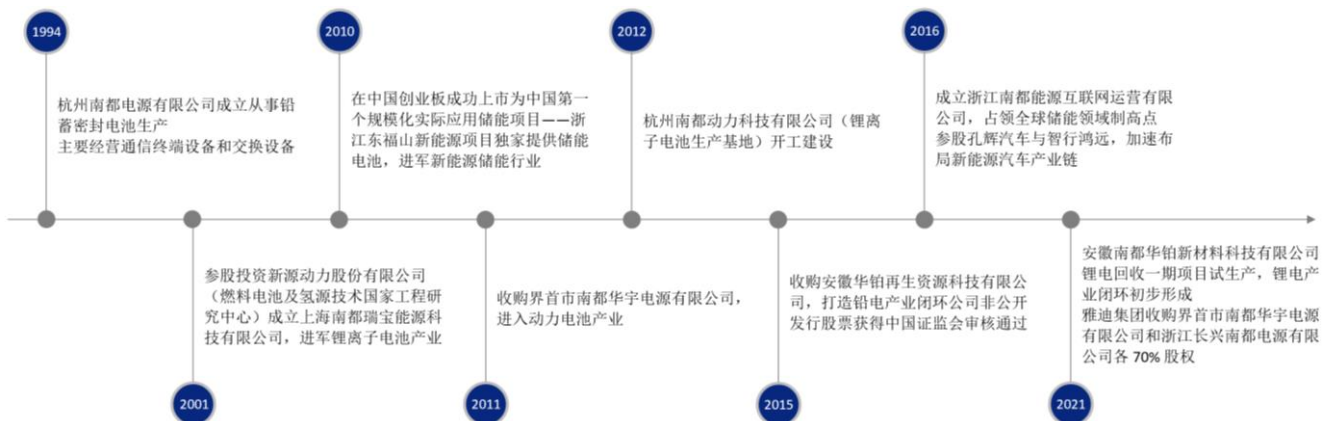 1994
杭州南都电源有限公司成立从事铅
蓄密封电池生产
主要经营通信终端设备和交换设备
2001
参股投资新源动力股份有限公司
（燃料电池及氢源技术国家工程研
究中心）成立上海南都瑞宝能源科
技有限公司，进军锂离子电池产业
2010
在中国创业板成功上市为中国第一
个规模化实际应用储能项目——浙
江东福山新能源项目独家提供储能
电池，进军新能源储能行业
2011
收购界首市南都华宇电源有限公司，
进入动力电池产业
2012
杭州南都动力科技有限公司（锂离
子电池生产基地）开工建设
2015
收购安徽华铂再生资源科技有限公
司，打造铅电产业闭环公司非公开
发行股票获得中国证监会审核通过
2016
成立浙江南都能源互联网运营有限
公司，占领全球储能领域制高点
参股孔辉汽车与智行鸿远，加速布
局新能源汽车产业链
2021
安徽南都华铂新材料科技有限公司
锂电回收一期项目试生产，锂电产
业闭环初步形成
雅迪集团收购界首市南都华宇电源
有限公司和浙江长兴南都电源有限
公司各 70% 股权